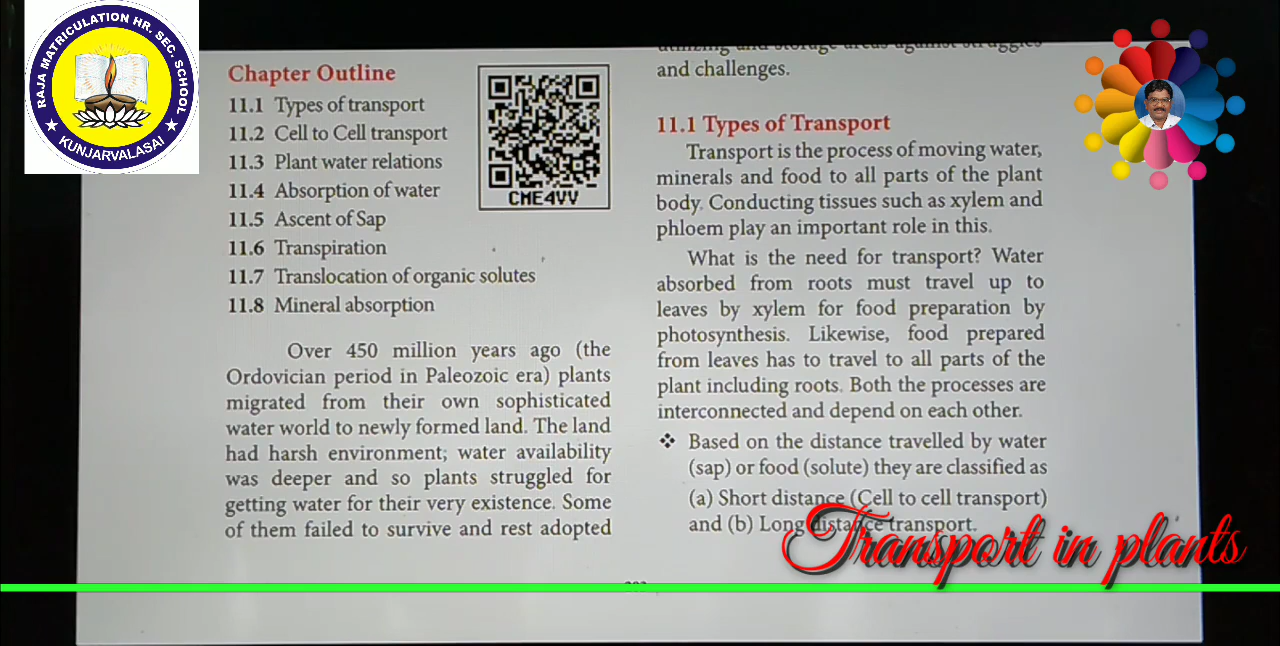 RAJA MATRICULATION HR. SEC. SCHOOL
KUNJARVALASAI
Chapter Outline
11.1 Types of transport
11.2 Cell to Cell transport
11.3 Plant water relations
11.4 Absorption of water
11.5 Ascent of Sap
11.6 Transpiration
11.7 Translocation of organic solutes
11.8 Mineral absorption
CME4VV
Over 450 million years ago (the
Ordovician period in Paleozoic era) plants
migrated from their own sophisticated
water world to newly formed land. The land
had harsh environment; water availability
was deeper and so plants struggled for
getting water for their very existence. Some
of them failed to survive and rest adopted
utilizing and storage areas against struggles
and challenges.
11.1 Types of Transport
Transport is the process of moving water,
minerals and food to all parts of the plant
body. Conducting tissues such as xylem and
phloem play an important role in this.
What is the need for transport? Water
absorbed from roots must travel up to
leaves by xylem for food preparation by
photosynthesis. Likewise, food prepared
from leaves has to travel to all parts of the
plant including roots. Both the processes are
interconnected and depend on each other.
❖ Based on the distance travelled by water
(sap) or food (solute) they are classified as
(a) Short distance (Cell to cell transport)
and (b) Long distance transport.
Transport in plants